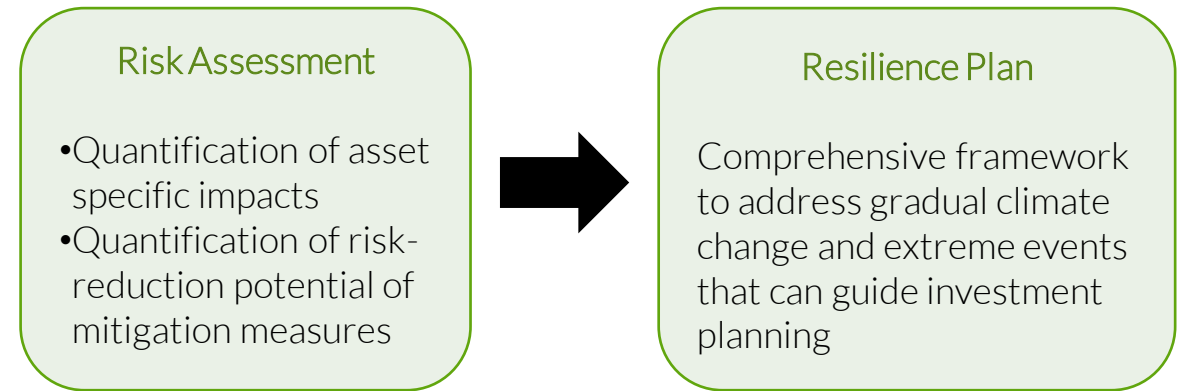 Risk Assessment
•Quantification of asset
specific impacts
•Quantification of risk-
reduction potential of
mitigation measures
Resilience Plan
Comprehensive framework
to address gradual climate
change and extreme events
that can guide investment
planning